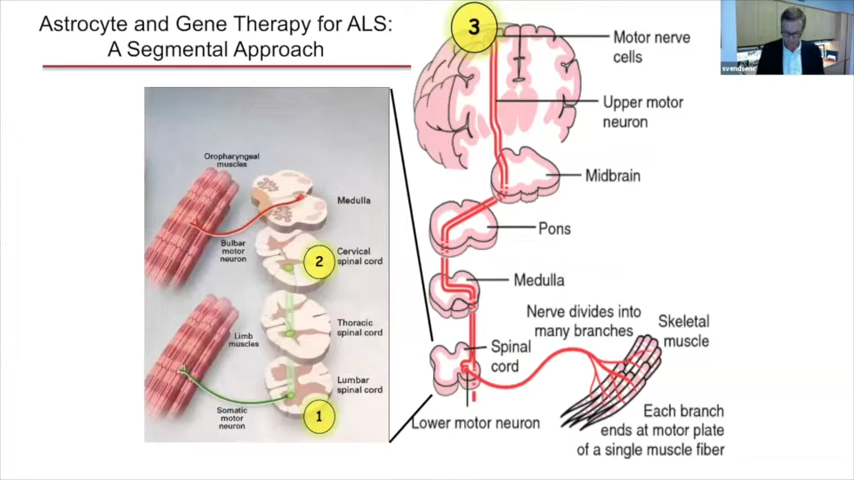 Astrocyte and Gene Therapy for ALS:
A Segmental Approach
Oropharyngeal
muscles
Medulla
Bulbar
motor
neuron
2
Cervical
spinal cord
Thoracic
spinal cord
Limb
muscles
Lumbar
spinal cord
Somatic
motor
neuron
1
3
Motor nerve
cells
Upper motor
neuron
Midbrain
Pons
Medulla
Nerve divides into
many branches
Skeletal
muscle
Spinal
cord
Lower motor neuron
Each branch
ends at motor plate
of a single muscle fiber
svendsenc